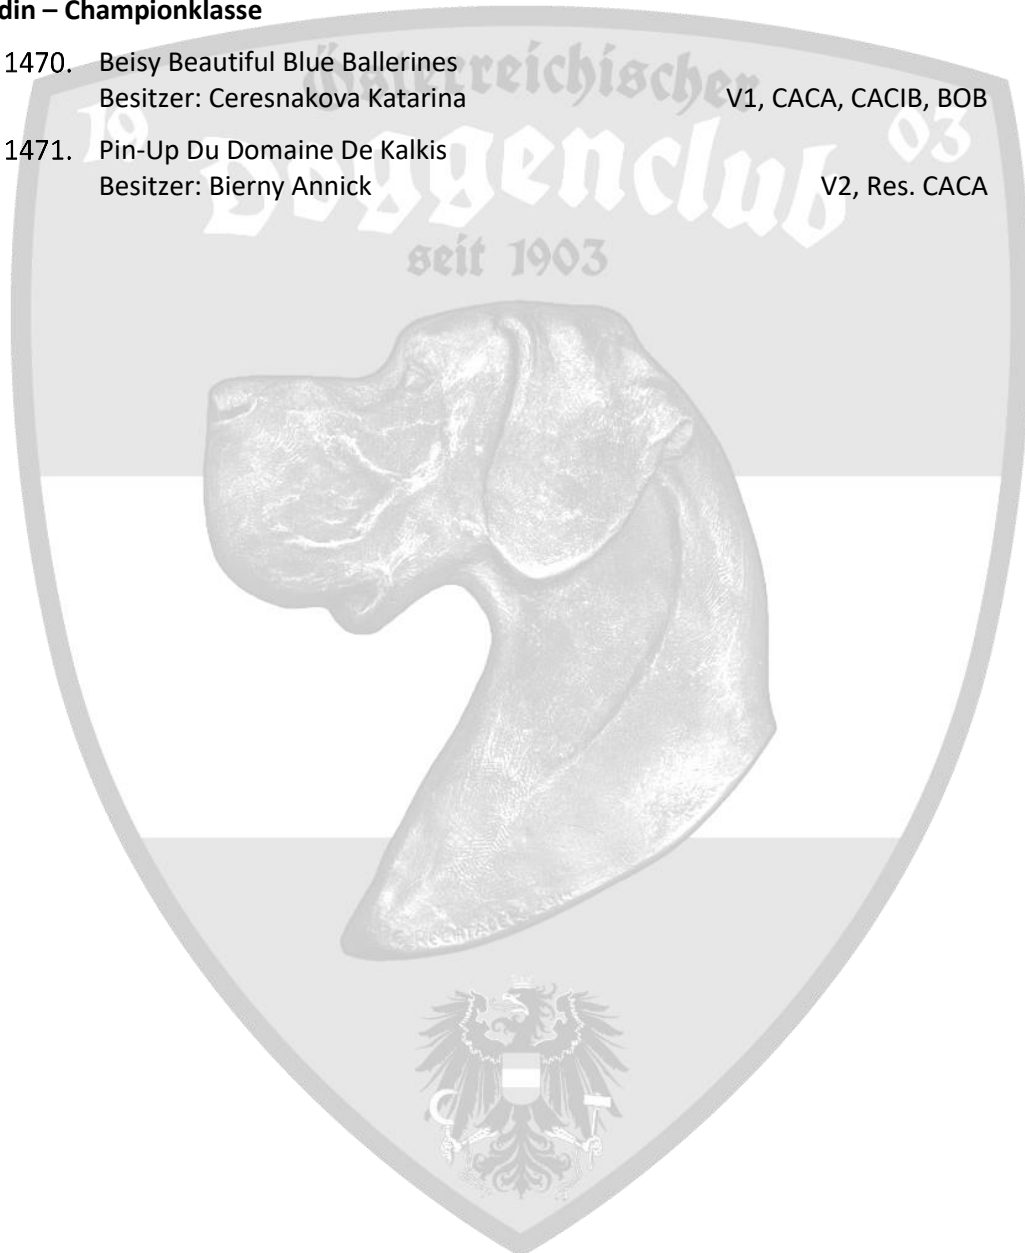 din – Championklasse
1470. Beisy Beautiful Blue Ballerines
Besitzer: Ceresnakova Katarina V1, CACA, CACIB, BOB
1471. Pin-Up Du Domaine De Kalkis
Besitzer: Bierny Annick V2, Res. CACA
Österreichischer
19 Doggenclub 03
seit 1903